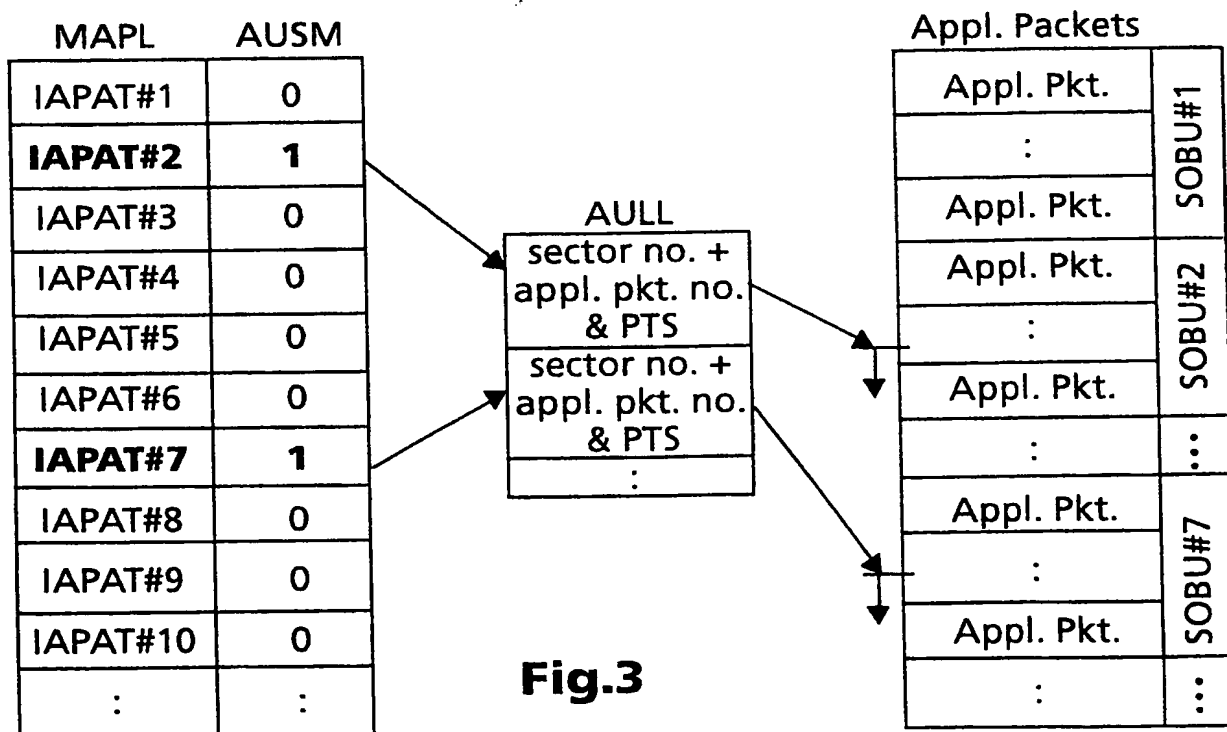 MAPL AUSM
IAPAT#1 0
IAPAT#2 1
IAPAT#3 0
IAPAT#4 0
IAPAT#5 0
IAPAT#6 0
IAPAT#7 1
IAPAT#8 0
IAPAT#9 0
IAPAT#10 0
: :
AULL
sector no. +
appl. pkt. no.
& PTS
sector no. +
appl. pkt. no.
& PTS
:
Appl. Packets
Appl. Pkt.
:
Appl. Pkt.
SOBU#1
Appl. Pkt.
:
Appl. Pkt.
SOBU#2
: ...
Appl. Pkt.
:
Appl. Pkt.
SOBU#7
: ...
Fig.3